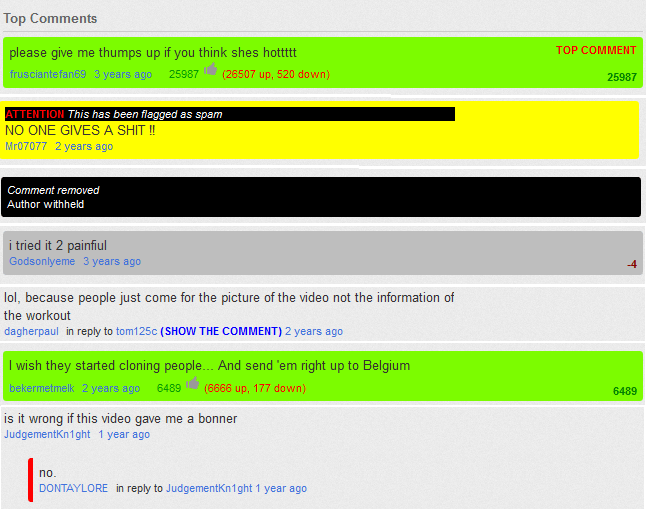 Top Comments
please give me thumps up if you think shes hottttt
TOP COMMENT
frusciantefan69 3 years ago 25987 (26507 up, 520 down)
25987
ATTENTION This has been flagged as spam
NO ONE GIVES A SHIT !!
Mr07077 2 years ago
Comment removed
Author withheld
i tried it 2 painful
Godsonlyeme 3 years ago
-4
lol, because people just come for the picture of the video not the information of
the workout
dagherpaul in reply to tom125c (SHOW THE COMMENT) 2 years ago
I wish they started cloning people... And send 'em right up to Belgium
bekermetmelk 2 years ago 6489 (6666 up, 177 down)
6489
is it wrong if this video gave me a bonner
JudgementKn1ght 1 year ago
no.
DONTAYLORE in reply to JudgementKn1ght 1 year ago